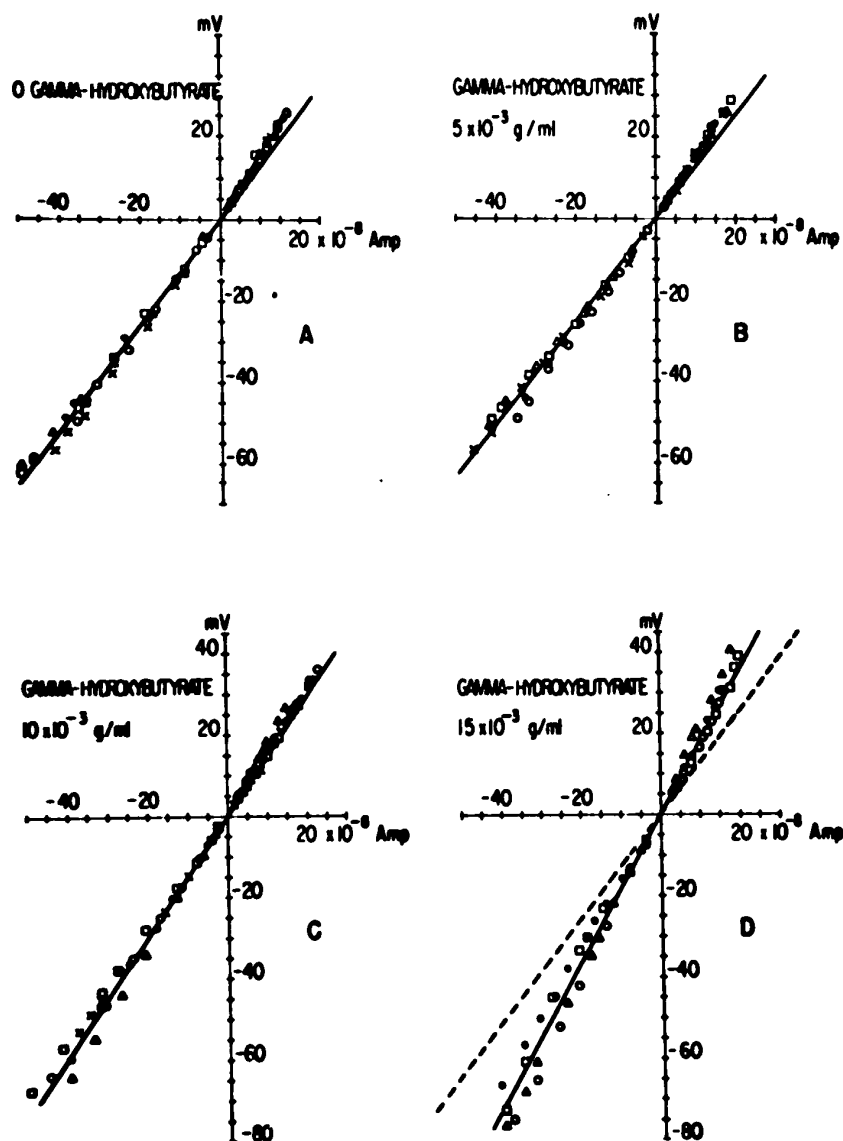 mV
O GAMMA-HYDROXYBUTYRATE
20
-40
-20
20 x 10⁻⁸ Amp
-20
A
-40
-60
mV
GAMMA-HYDROXYBUTYRATE
5 x 10⁻³ g/ml
20
-40
-20
20 x 10⁻⁸ Amp
-20
B
-40
-60
mV
40
GAMMA-HYDROXYBUTYRATE
10 x 10⁻³ g/ml
20
-40
-20
20 x 10⁻⁸ Amp
-20
C
-40
-60
-80
mV
40
GAMMA-HYDROXYBUTYRATE
15 x 10⁻³ g/ml
20
-40
-20
20 x 10⁻⁸ Amp
-20
D
-40
-60
-80